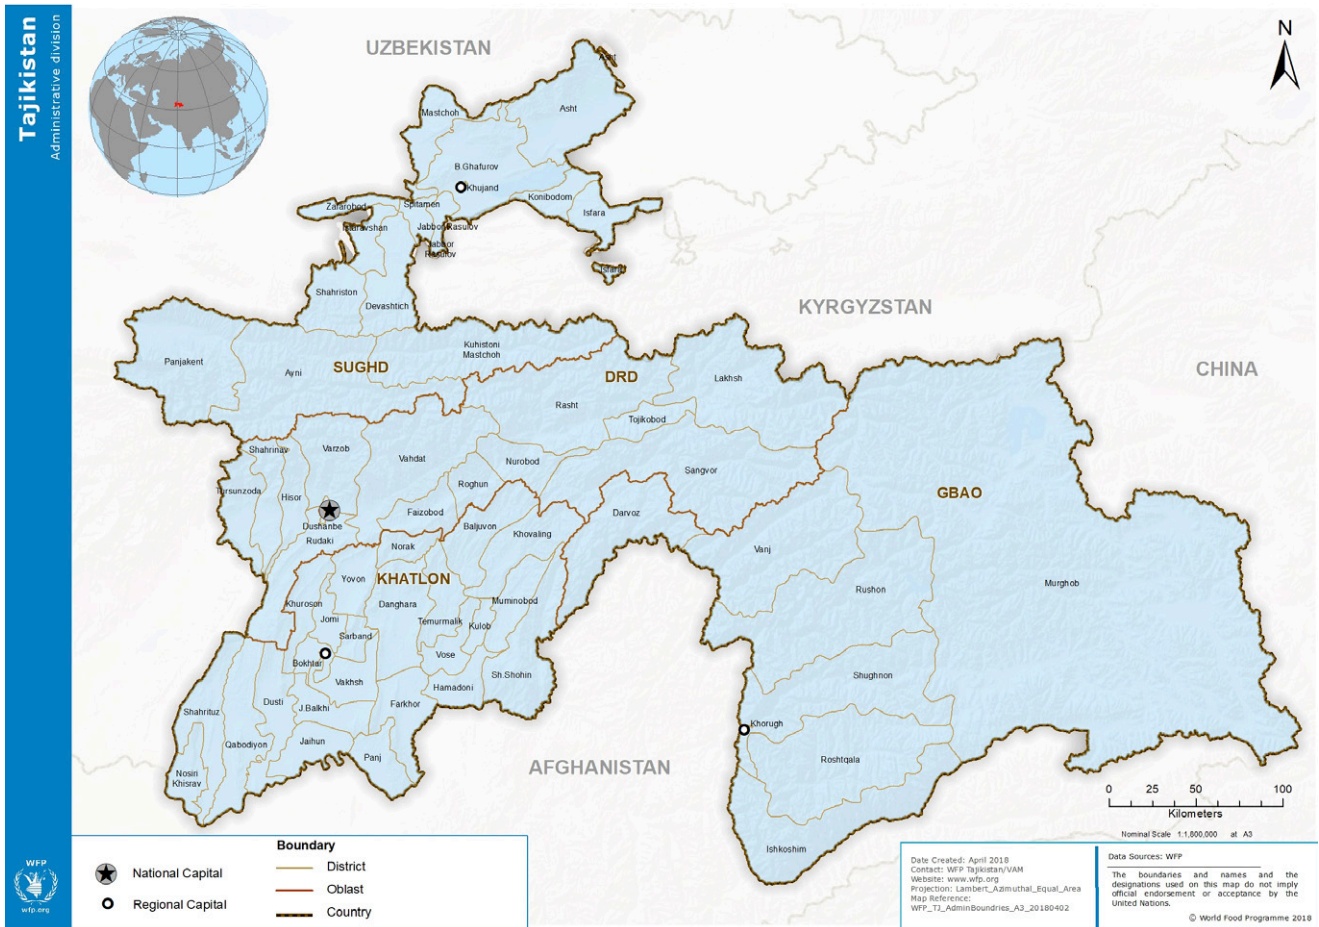 Tajikistan
Administrative division
UZBEKISTAN
N
Asht
Mastchoh
Asht
B.Ghafurov
Khujand
Konibodom
Spitamen
Zafarobod
Isfara
Istaravshan
Jabbor Rasulov
Jabbor
Rasulov
Isfara
Shahriston
Devashtich
KYRGYZSTAN
CHINA
Kuhistoni
Mastchoh
Panjakent
Ayni
SUGHD
DRD
Lakhsh
Rasht
Tojikobod
Shahrinav
Varzob
Vahdat
Nurobod
Sangvor
Tursunzoda
Hisor
Roghun
GBAO
Faizobod
Darvoz
Dushanbe
Baljuvon
Khovaling
Rudaki
Norak
Vanj
Yovon
KHATLON
Murghob
Rushon
Khuroson
Danghara
Muminobod
Jomi
Temurmalik
Kulob
Sarband
Vose
Bokhtar
Sh.Shohin
Shughnon
Vakhsh
Hamadoni
Dusti
J.Balkhi
Farkhor
Shahrituz
Khorugh
Qabodiyon
Jaihun
Panj
Roshtqala
AFGHANISTAN
Nosiri
Khisrav
Ishkoshim
0 25 50 100
Kilometers
Nominal Scale 1:1,800,000 at A3
WFP
wfp.org
National Capital
Regional Capital
Boundary
District
Oblast
Country
Date Created: April 2018
Contact: WFP Tajikistan/VAM
Website: www.wfp.org
Projection: Lambert_Azimuthal_Equal_Area
Map Reference:
WFP_TJ_AdminBoundries_A3_20180402
Data Sources: WFP
The boundaries and names and the
designations used on this map do not imply
official endorsement or acceptance by the
United Nations.
© World Food Programme 2018